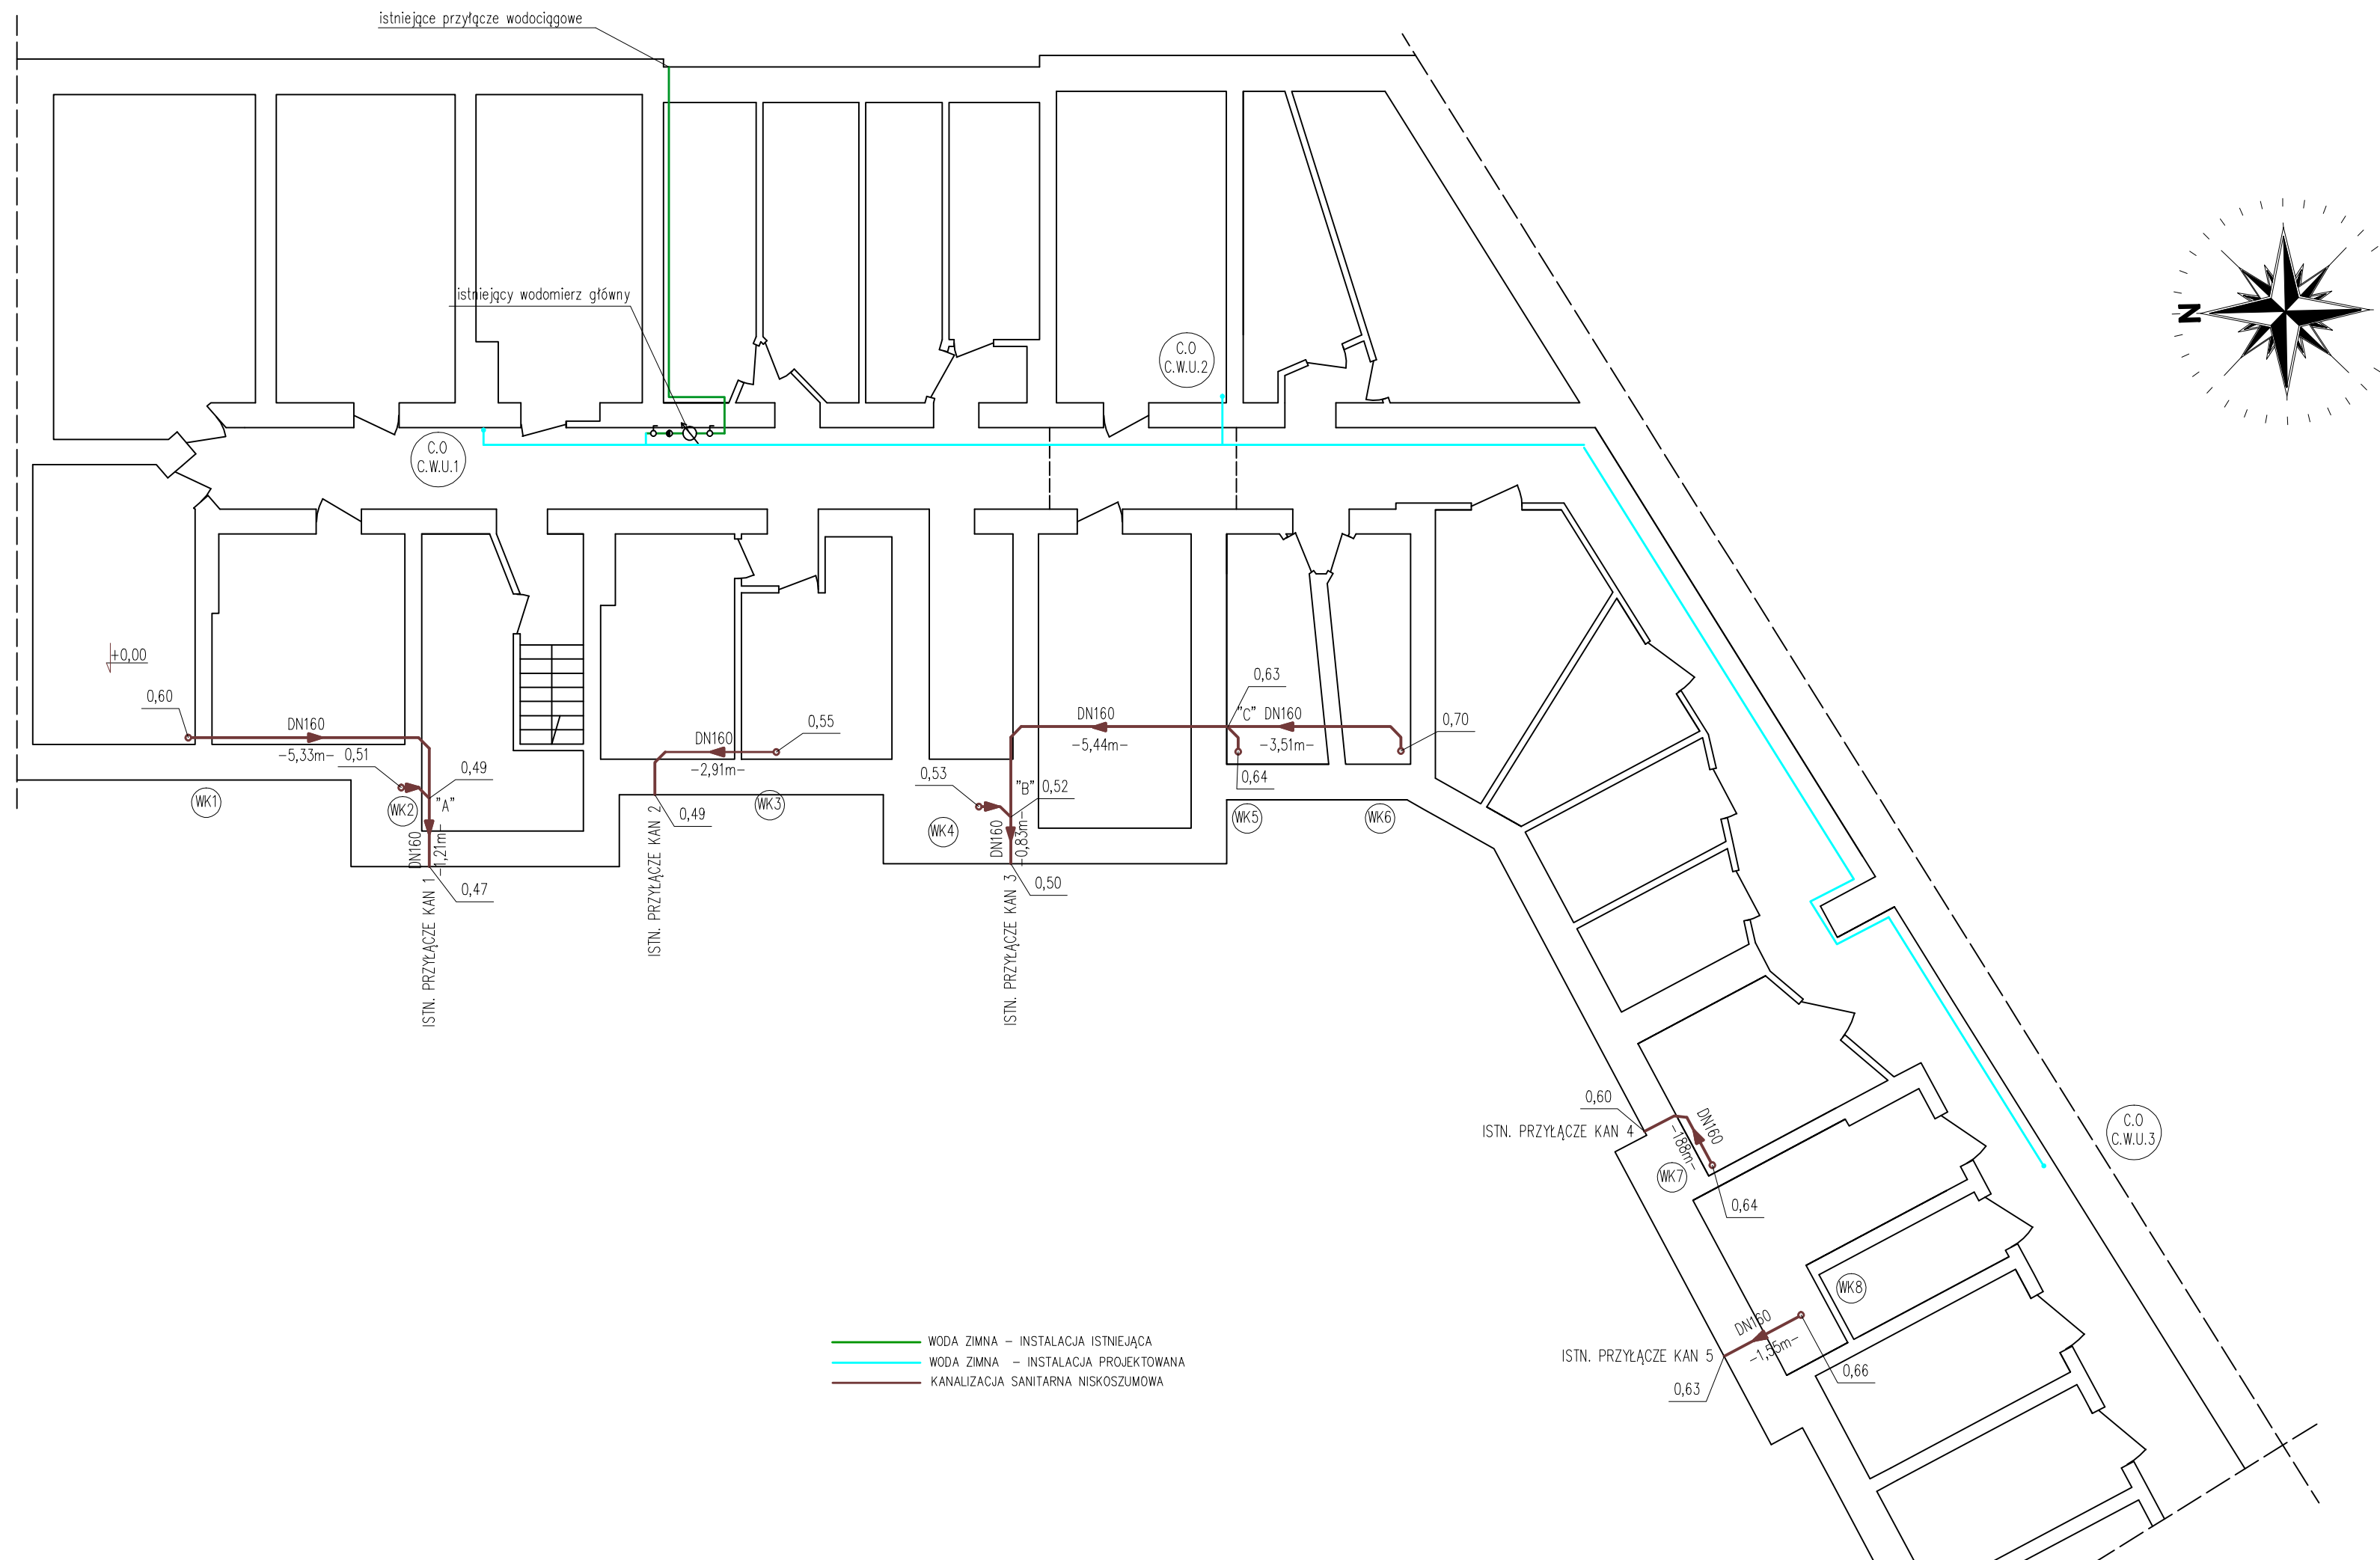 istniejące przyłącze wodociągowe
istniejący wodomierz główny
N
C.O
C.W.U.2
C.O
C.W.U.1
+0,00
0,60
DN160
-5,33m-
0,51
0,49
WK1
WK2
"A"
DN160
-1,21m-
0,47
ISTN. PRZYŁĄCZE KAN 1
DN160
-2,91m-
0,55
WK3
0,49
ISTN. PRZYŁĄCZE KAN 2
0,53
"B"
0,52
WK4
DN160
-0,83m-
0,50
ISTN. PRZYŁĄCZE KAN 3
DN160
-5,44m-
0,63
"C"
DN160
-3,51m-
0,70
0,64
WK5
WK6
0,60
ISTN. PRZYŁĄCZE KAN 4
DN160
-188m-
WK7
0,64
C.O
C.W.U.3
WK8
DN160
-1,55m-
ISTN. PRZYŁĄCZE KAN 5
0,63
0,66
WODA ZIMNA – INSTALACJA ISTNIEJĄCA
WODA ZIMNA – INSTALACJA PROJEKTOWANA
KANALIZACJA SANITARNA NISKOSZUMOWA